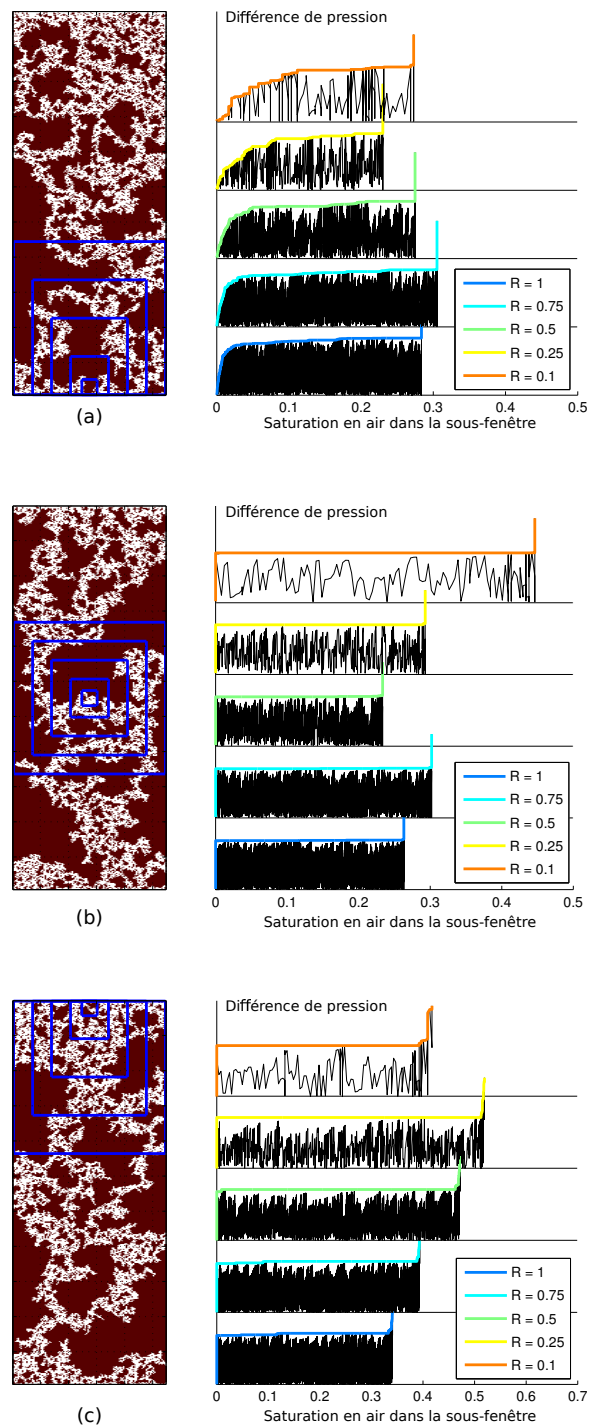 Différence de pression
R = 1
R = 0.75
R = 0.5
R = 0.25
R = 0.1
0 0.1 0.2 0.3 0.4 0.5
Saturation en air dans la sous-fenêtre
(a)
Différence de pression
R = 1
R = 0.75
R = 0.5
R = 0.25
R = 0.1
0 0.1 0.2 0.3 0.4 0.5
Saturation en air dans la sous-fenêtre
(b)
Différence de pression
R = 1
R = 0.75
R = 0.5
R = 0.25
R = 0.1
0 0.1 0.2 0.3 0.4 0.5 0.6 0.7
Saturation en air dans la sous-fenêtre
(c)